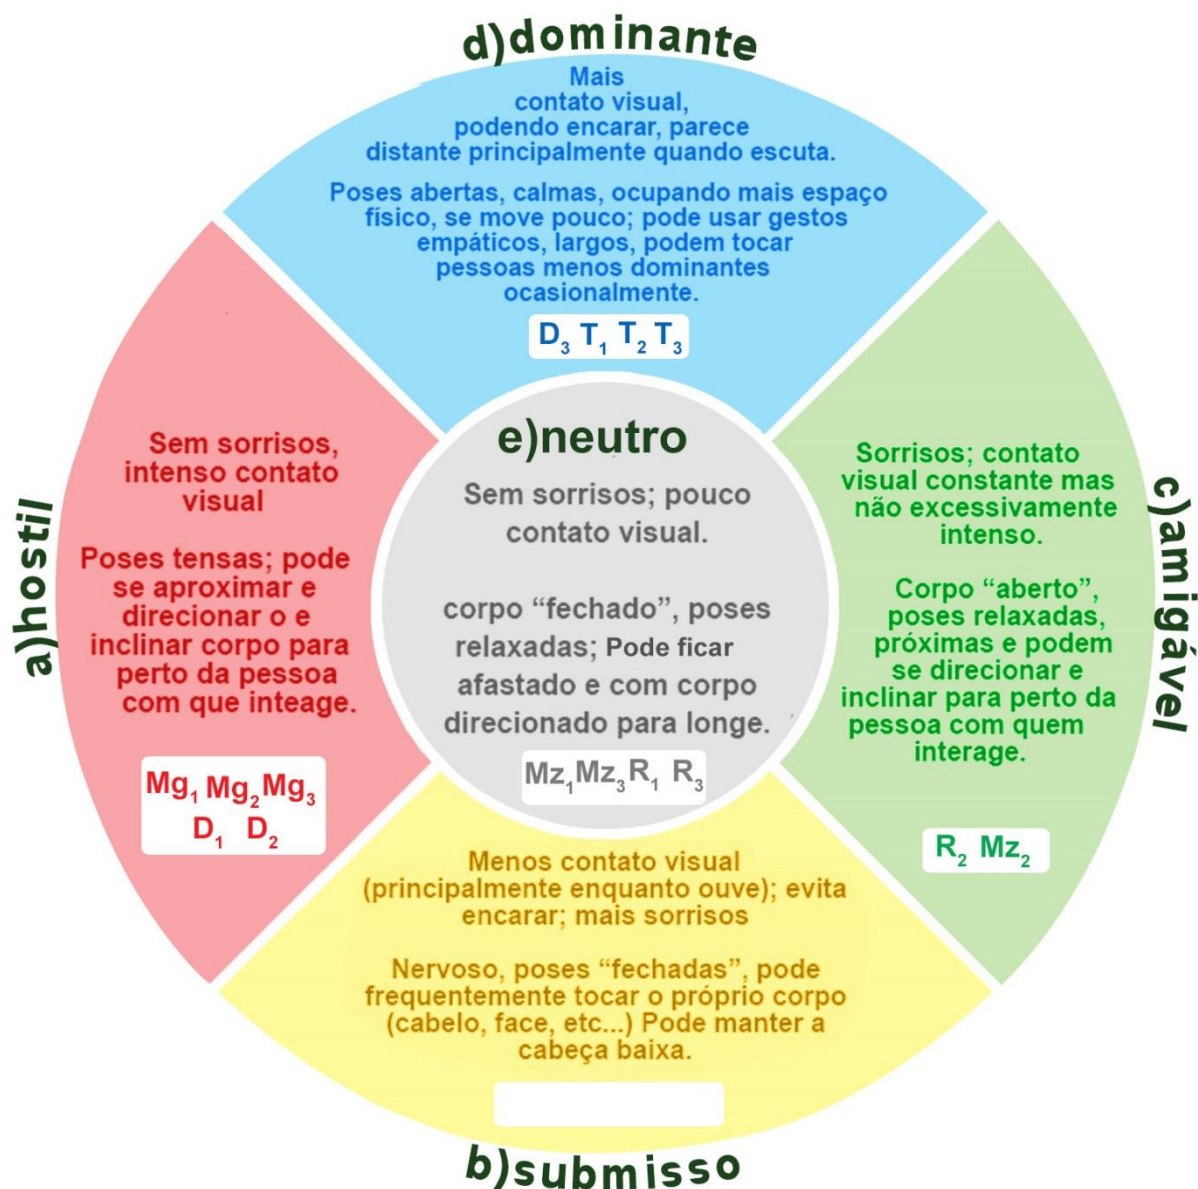 d)dominante
Mais
contato visual,
podendo encarar, parece
distante principalmente quando escuta.
Poses abertas, calmas, ocupando mais espaço
físico, se move pouco; pode usar gestos
empáticos, largos, podem tocar
pessoas menos dominantes
ocasionalmente.
D₃ T₁ T₂ T₃
a)hostil
Sem sorrisos,
intenso contato
visual
Poses tensas; pode
se aproximar e
direcionar o e
inclinar corpo para
perto da pessoa
com que inteage.
Mg₁ Mg₂ Mg₃
D₁ D₂
e)neutro
Sem sorrisos; pouco
contato visual.
corpo “fechado”, poses
relaxadas; Pode ficar
afastado e com corpo
direcionado para longe.
Mz₁ Mz₃ R₁ R₃
c)amigável
Sorrisos; contato
visual constante mas
não excessivamente
intenso.
Corpo “aberto”,
poses relaxadas,
próximas e podem
se direcionar e
inclinar para perto da
pessoa com quem
interage.
R₂ Mz₂
Menos contato visual
(principalmente enquanto ouve); evita
encarar; mais sorrisos
Nervoso, poses “fechadas”, pode
frequentemente tocar o próprio corpo
(cabelo, face, etc...) Pode manter a
cabeça baixa.
b)submisso